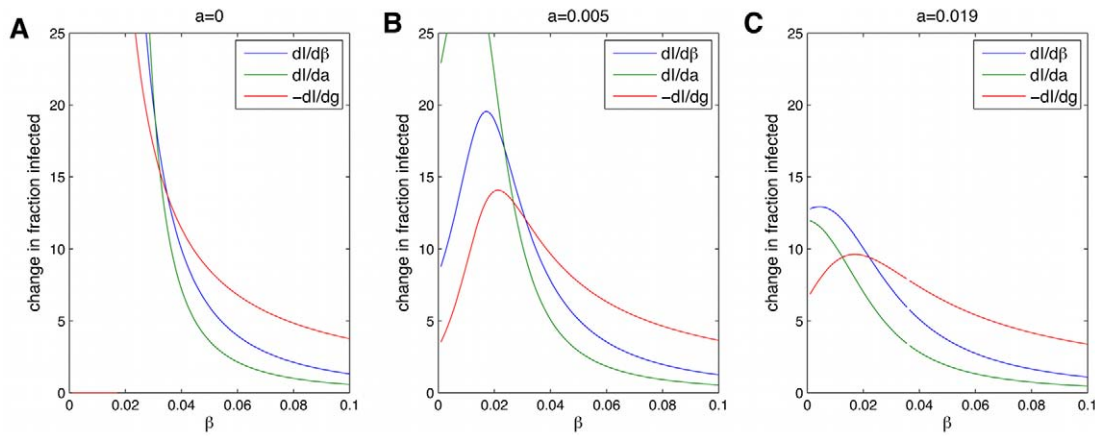 A
a=0
25
20
15
10
5
0
change in fraction infected
0
0.02
0.04
0.06
0.08
0.1
β
dI/dβ
dI/da
-dI/dg
B
a=0.005
25
20
15
10
5
0
change in fraction infected
0
0.02
0.04
0.06
0.08
0.1
β
dI/dβ
dI/da
-dI/dg
C
a=0.019
25
20
15
10
5
0
change in fraction infected
0
0.02
0.04
0.06
0.08
0.1
β
dI/dβ
dI/da
-dI/dg